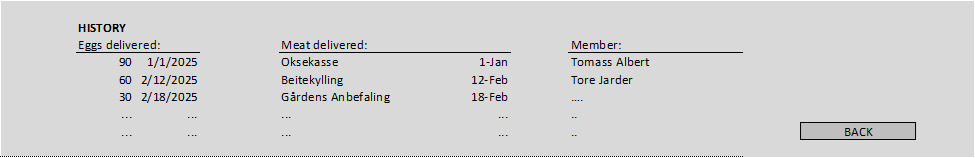 HISTORY
Eggs delivered: Meat delivered: Member:
90 1/1/2025 Oksekasse 1-Jan Tomass Albert
60 2/12/2025 Beitekylling 12-Feb Tore Jarder
30 2/18/2025 Gårdens Anbefaling 18-Feb ....
... ... ... ... ..
... ... ... ... .. BACK